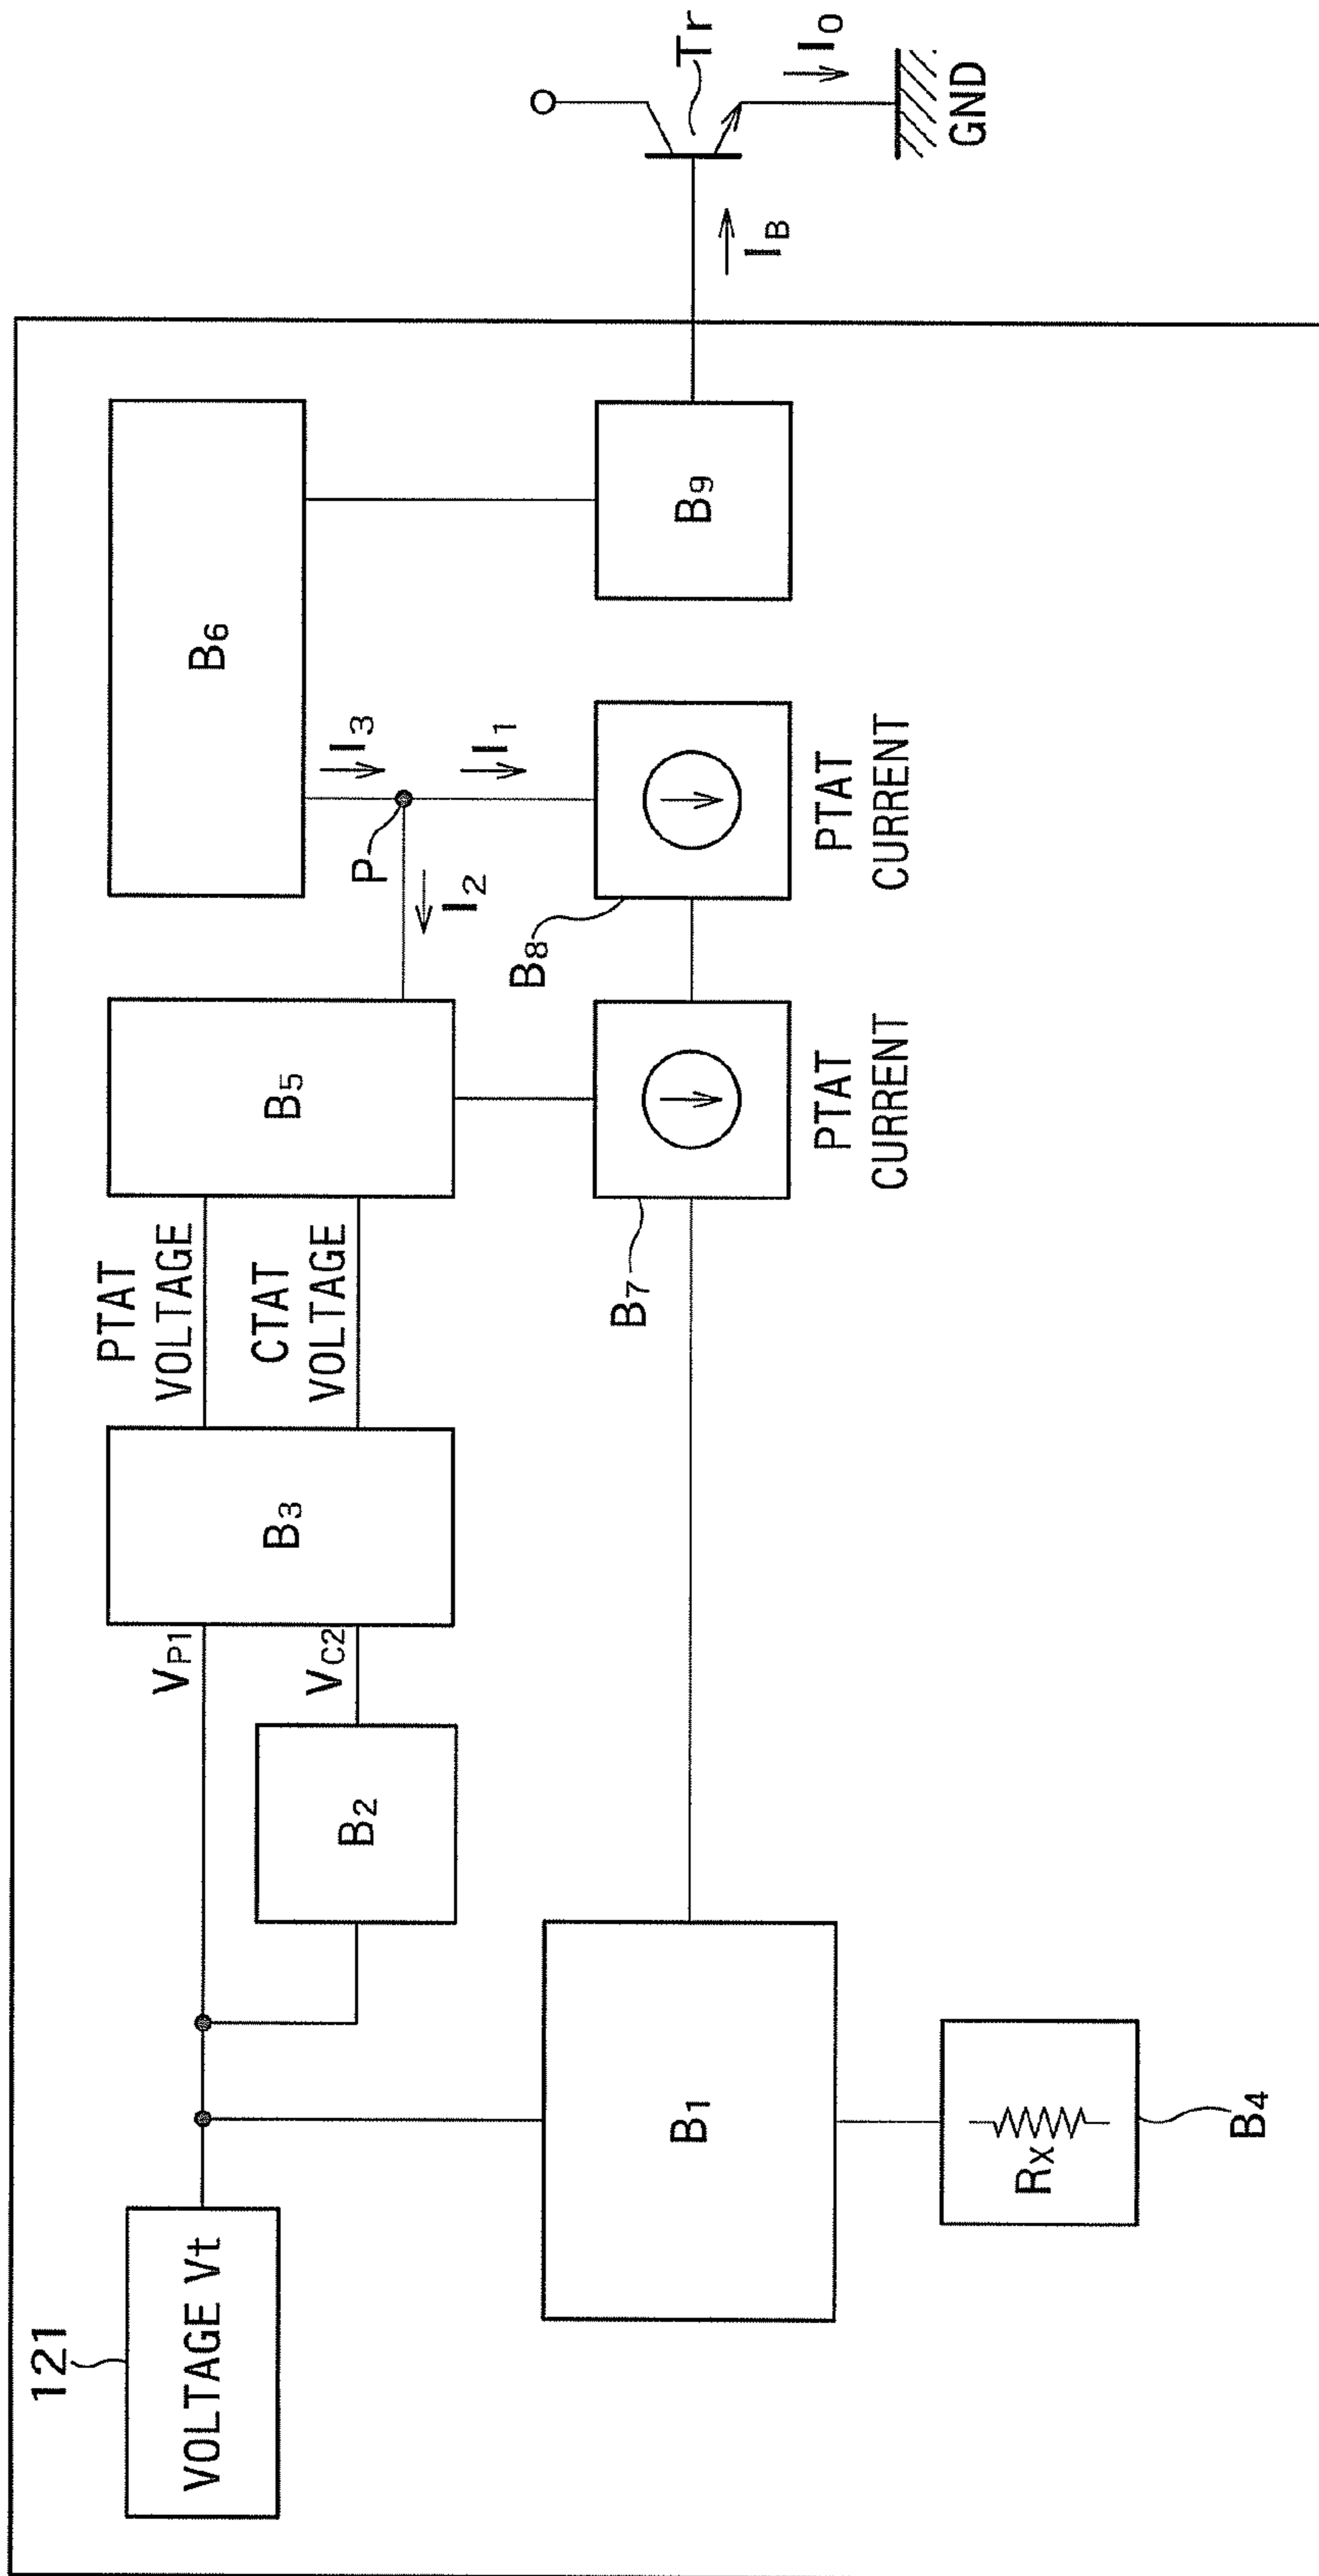 121
VOLTAGE Vt
VP1
VC2
B2
B3
PTAT
VOLTAGE
CTAT
VOLTAGE
B5
B6
I3
P
I2
I1
B1
RX
B4
B7
PTAT
CURRENT
B8
PTAT
CURRENT
B9
IB
Tr
IO
GND